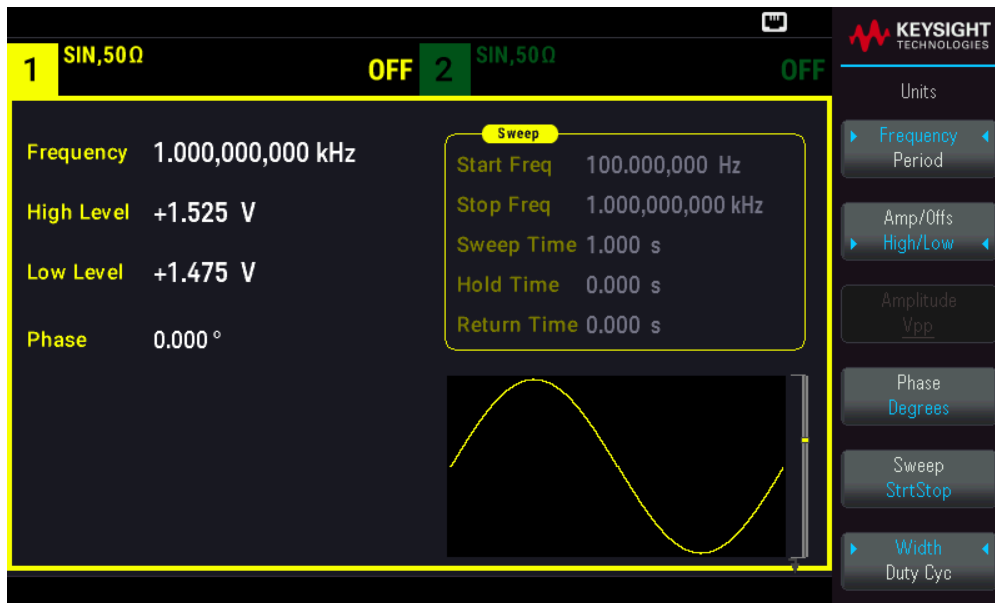 KEYSIGHT
TECHNOLOGIES
1 SIN,50Ω OFF
2 SIN,50Ω OFF
Frequency 1.000,000,000 kHz
High Level +1.525 V
Low Level +1.475 V
Phase 0.000 °
Sweep
Start Freq 100.000,000 Hz
Stop Freq 1.000,000,000 kHz
Sweep Time 1.000 s
Hold Time 0.000 s
Return Time 0.000 s
Units
Frequency
Period
Amp/Offs
High/Low
Amplitude
Vpp
Phase
Degrees
Sweep
StrtStop
Width
Duty Cyc